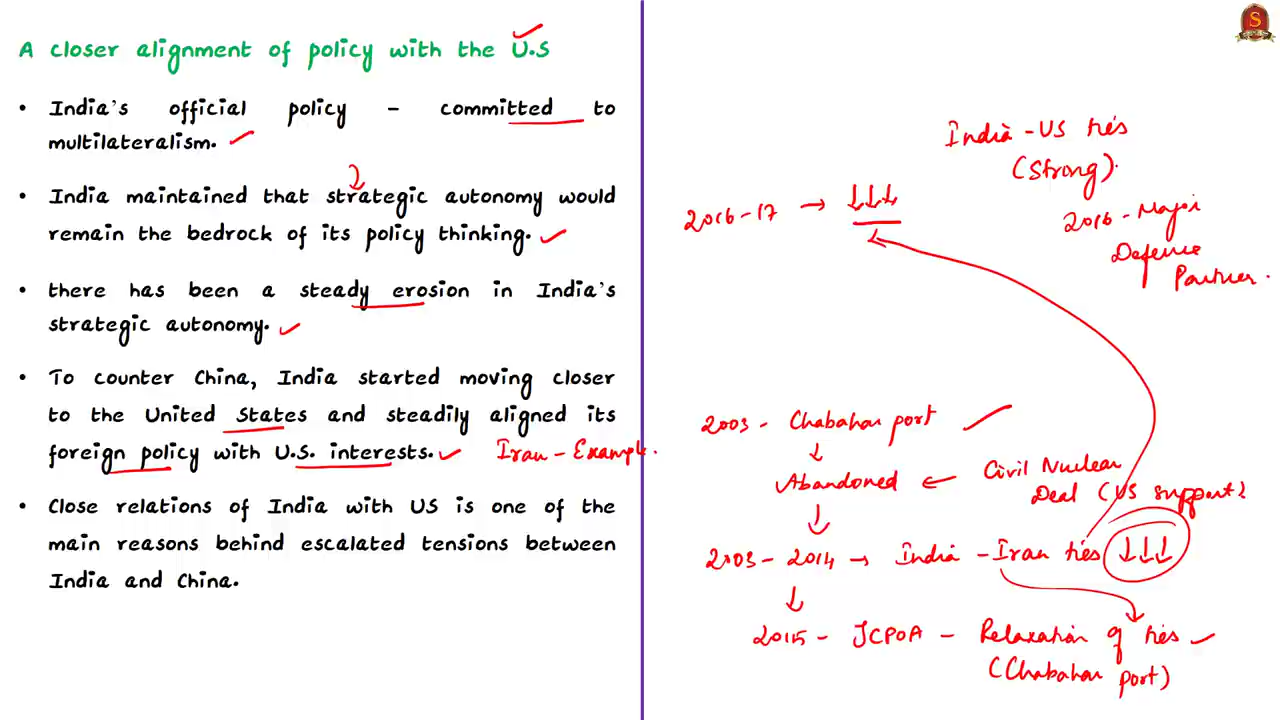 A closer alignment of policy with the U.S
• India's official policy – committed to
multilateralism.
• India maintained that strategic autonomy would
remain the bedrock of its policy thinking.
• there has been a steady erosion in India's
strategic autonomy.
• To counter China, India started moving closer
to the United States and steadily aligned its
foreign policy with U.S. interests.
Iran - Example.
• Close relations of India with US is one of the
main reasons behind escalated tensions between
India and China.
India - US ties
(Strong).
2016-17 → ↓↓↓
2016 - Major
Defence
Partner.
2003 - Chabahar port
↓
Abandoned ← Civil Nuclear
Deal (US support)
↓
2003 - 2014 → India - Iran ties ↓↓↓
↓
2015 - JCPOA - Relaxation of ties
(Chabahar port)
S